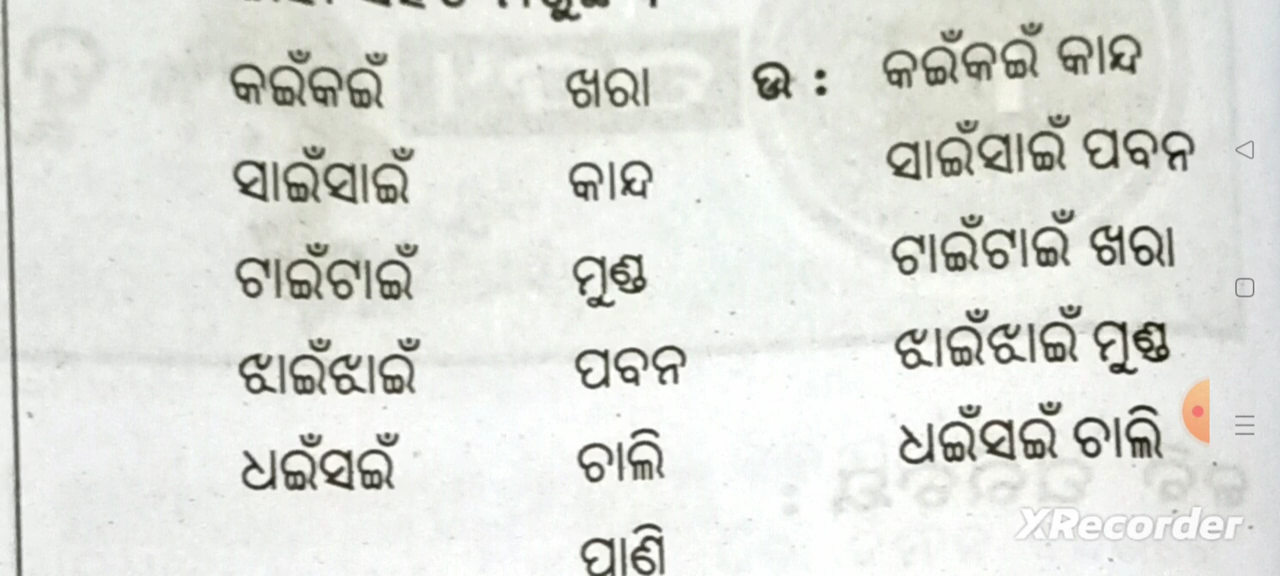 କଇଁକଇଁ ଖରା ଉ : କଇଁକଇଁ କାନ୍ଦ
ସାଇଁସାଇଁ କାନ୍ଦ ସାଇଁସାଇଁ ପବନ
ଟାଇଁଟାଇଁ ମୁଣ୍ଡ ଟାଇଁଟାଇଁ ଖରା
ଝାଇଁଝାଇଁ ପବନ ଝାଇଁଝାଇଁ ମୁଣ୍ଡ
ଧଇଁସଇଁ ଚାଲି ଧଇଁସଇଁ ଚାଲି
ପାଣି
XRecorder